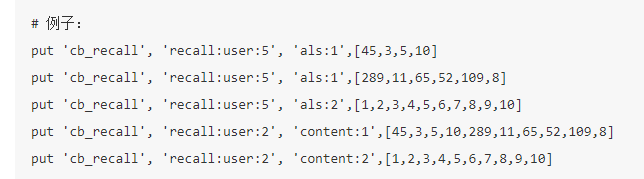 # 例子：
put 'cb_recall', 'recall:user:5', 'als:1',[45,3,5,10]
put 'cb_recall', 'recall:user:5', 'als:1',[289,11,65,52,109,8]
put 'cb_recall', 'recall:user:5', 'als:2',[1,2,3,4,5,6,7,8,9,10]
put 'cb_recall', 'recall:user:2', 'content:1',[45,3,5,10,289,11,65,52,109,8]
put 'cb_recall', 'recall:user:2', 'content:2',[1,2,3,4,5,6,7,8,9,10]